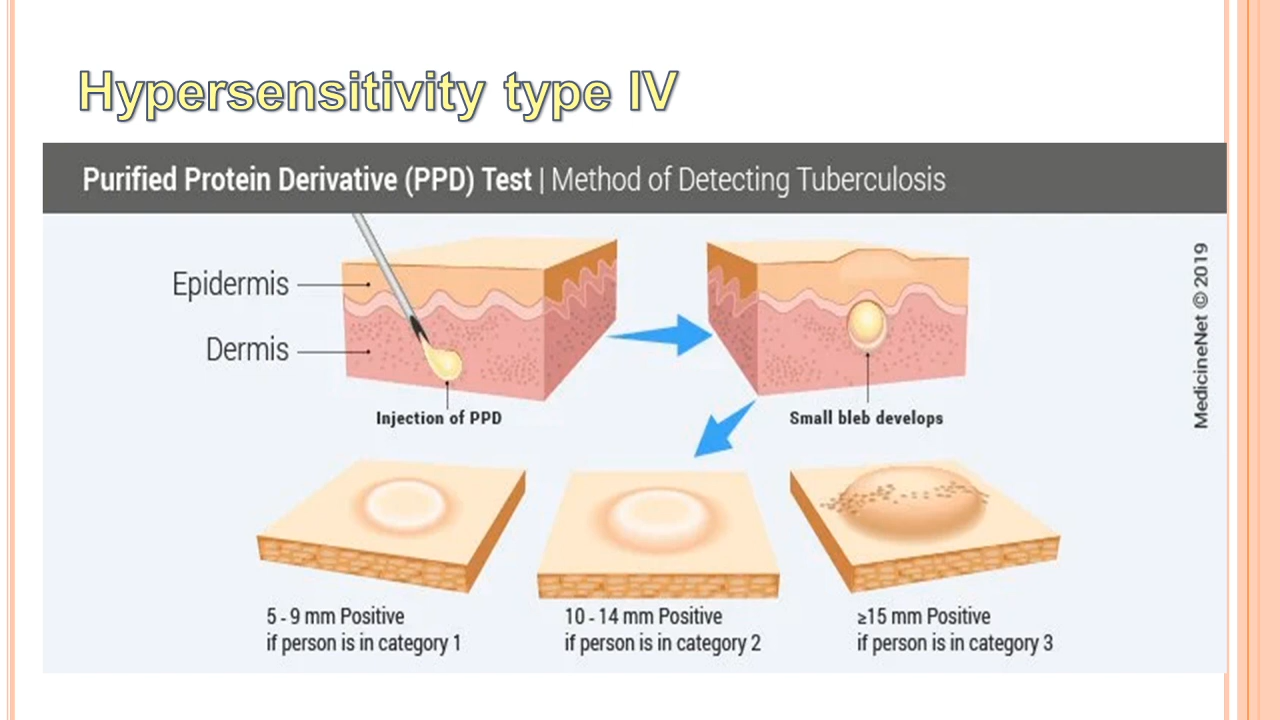 Hypersensitivity type IV
Purified Protein Derivative (PPD) Test | Method of Detecting Tuberculosis
Epidermis
Dermis
Injection of PPD
Small bleb develops
MedicineNet © 2019
5 - 9 mm Positive
if person is in category 1
10 - 14 mm Positive
if person is in category 2
≥15 mm Positive
if person is in category 3